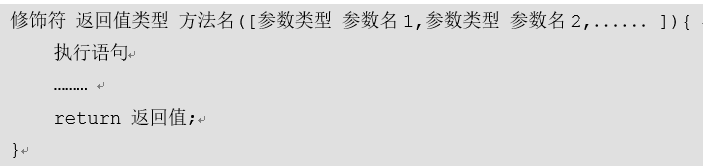 修饰符 返回值类型 方法名([参数类型 参数名1,参数类型 参数名2,...... ]){
执行语句↵
……… ↵
return 返回值;↵
}↵